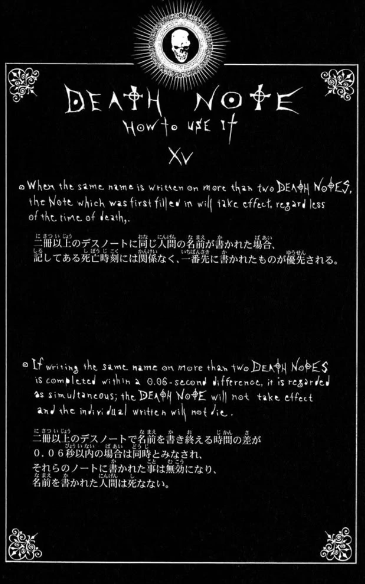 DEATH NOTE
HOW to USE It
XV
When the same name is written on more than two DEATH NOTES,
the Note which was first filled in will take effect, regardless
of the time of death,.
二冊以上のデスノートに同じ人間の名前が書かれた場合、
記してある死亡時刻には関係なく、一番先に書かれたものが優先される。
If writing the same name on more than two DEATH NOTES
is completed within a 0.06-second difference, it is regarded
as simultaneous; the DEATH NOTE will not take effect
and the individual written will not die.
二冊以上のデスノートで名前を書き終える時間の差が
0.06秒以内の場合は同時とみなされ、
それらのノートに書かれた事は無効になり、
名前を書かれた人間は死なない。